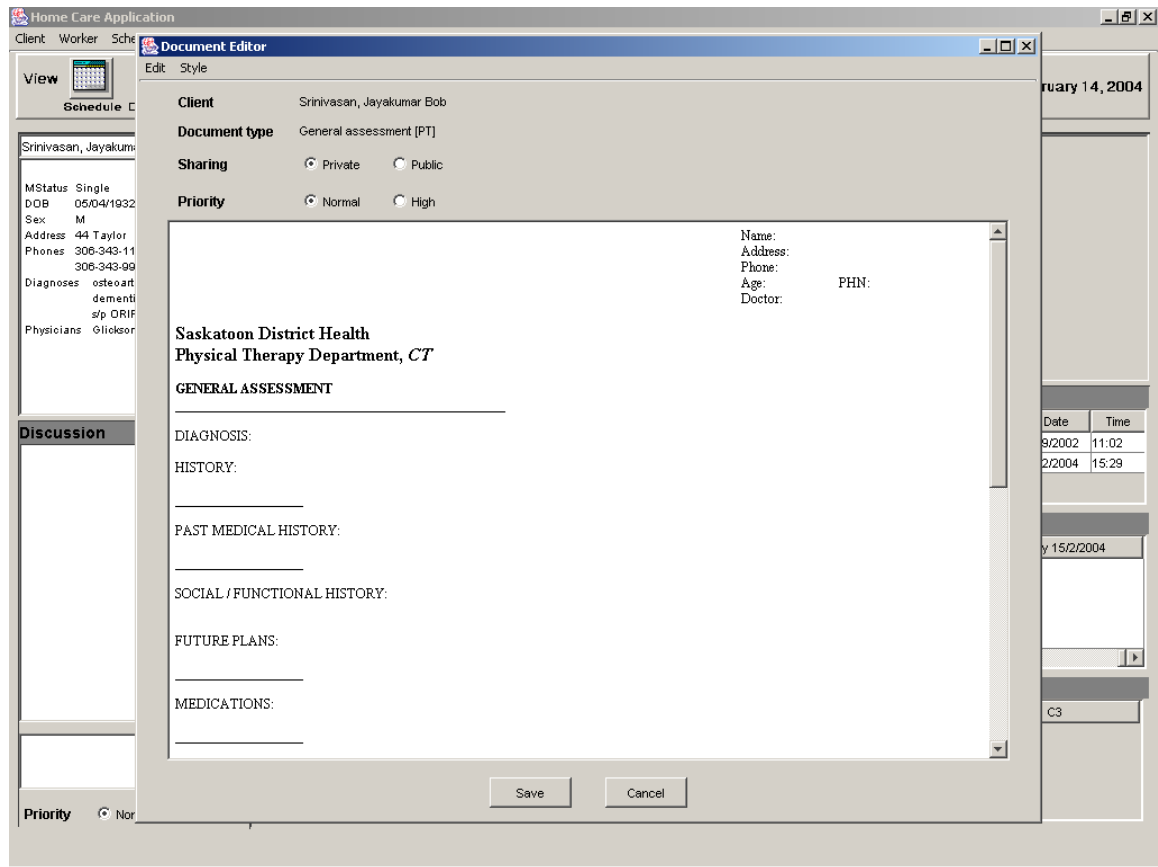 Home Care Application
Client Worker Sche
View
Schedule D
ruary 14, 2004
Srinivasan, Jayakum
MStatus Single
DOB 05/04/1932
Sex M
Address 44 Taylor
Phones 306-343-11
306-343-99
Diagnoses osteoart
dementi
s/p ORIF
Physicians Glickson
Discussion
Priority Nor
Document Editor
Edit Style
Client Srinivasan, Jayakumar Bob
Document type General assessment [PT]
Sharing Private Public
Priority Normal High
Name:
Address:
Phone:
Age: PHN:
Doctor:
Saskatoon District Health
Physical Therapy Department, CT
GENERAL ASSESSMENT
DIAGNOSIS:
HISTORY:
PAST MEDICAL HISTORY:
SOCIAL / FUNCTIONAL HISTORY:
FUTURE PLANS:
MEDICATIONS:
Save Cancel
Date Time
9/2002 11:02
2/2004 15:29
y 15/2/2004
C3